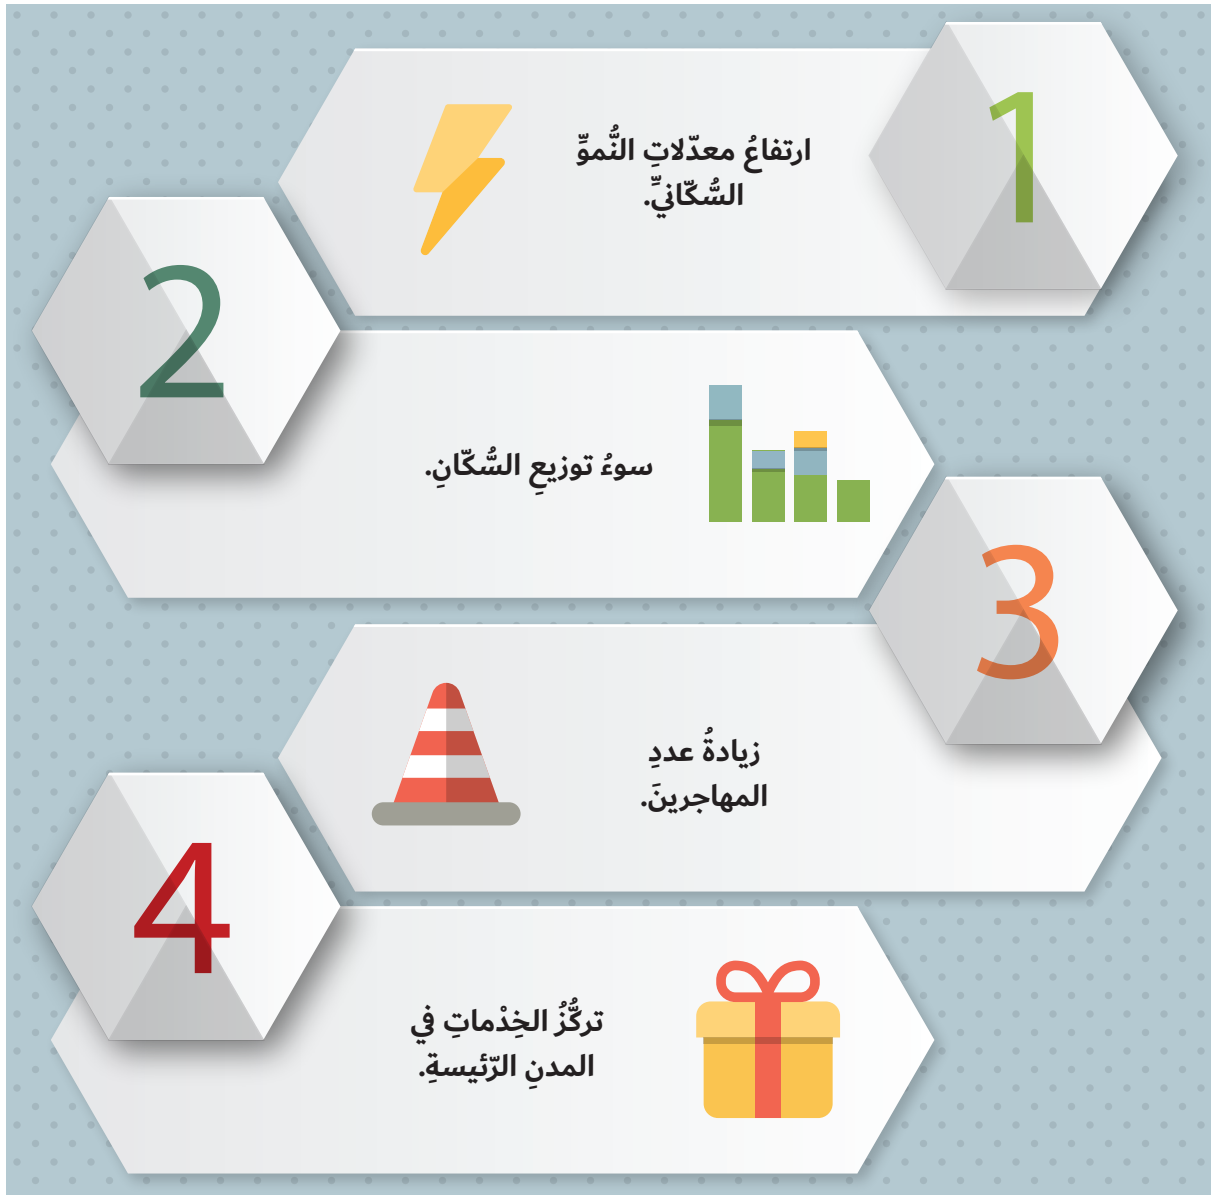 1
ارتفاعُ معدّلاتِ النُّموِّ
السُّكّانيِّ.
2
سوءُ توزيعِ السُّكّانِ.
3
زيادةُ عددِ
المهاجرينَ.
4
تركُّزُ الخِدْماتِ في
المدنِ الرّئيسةِ.